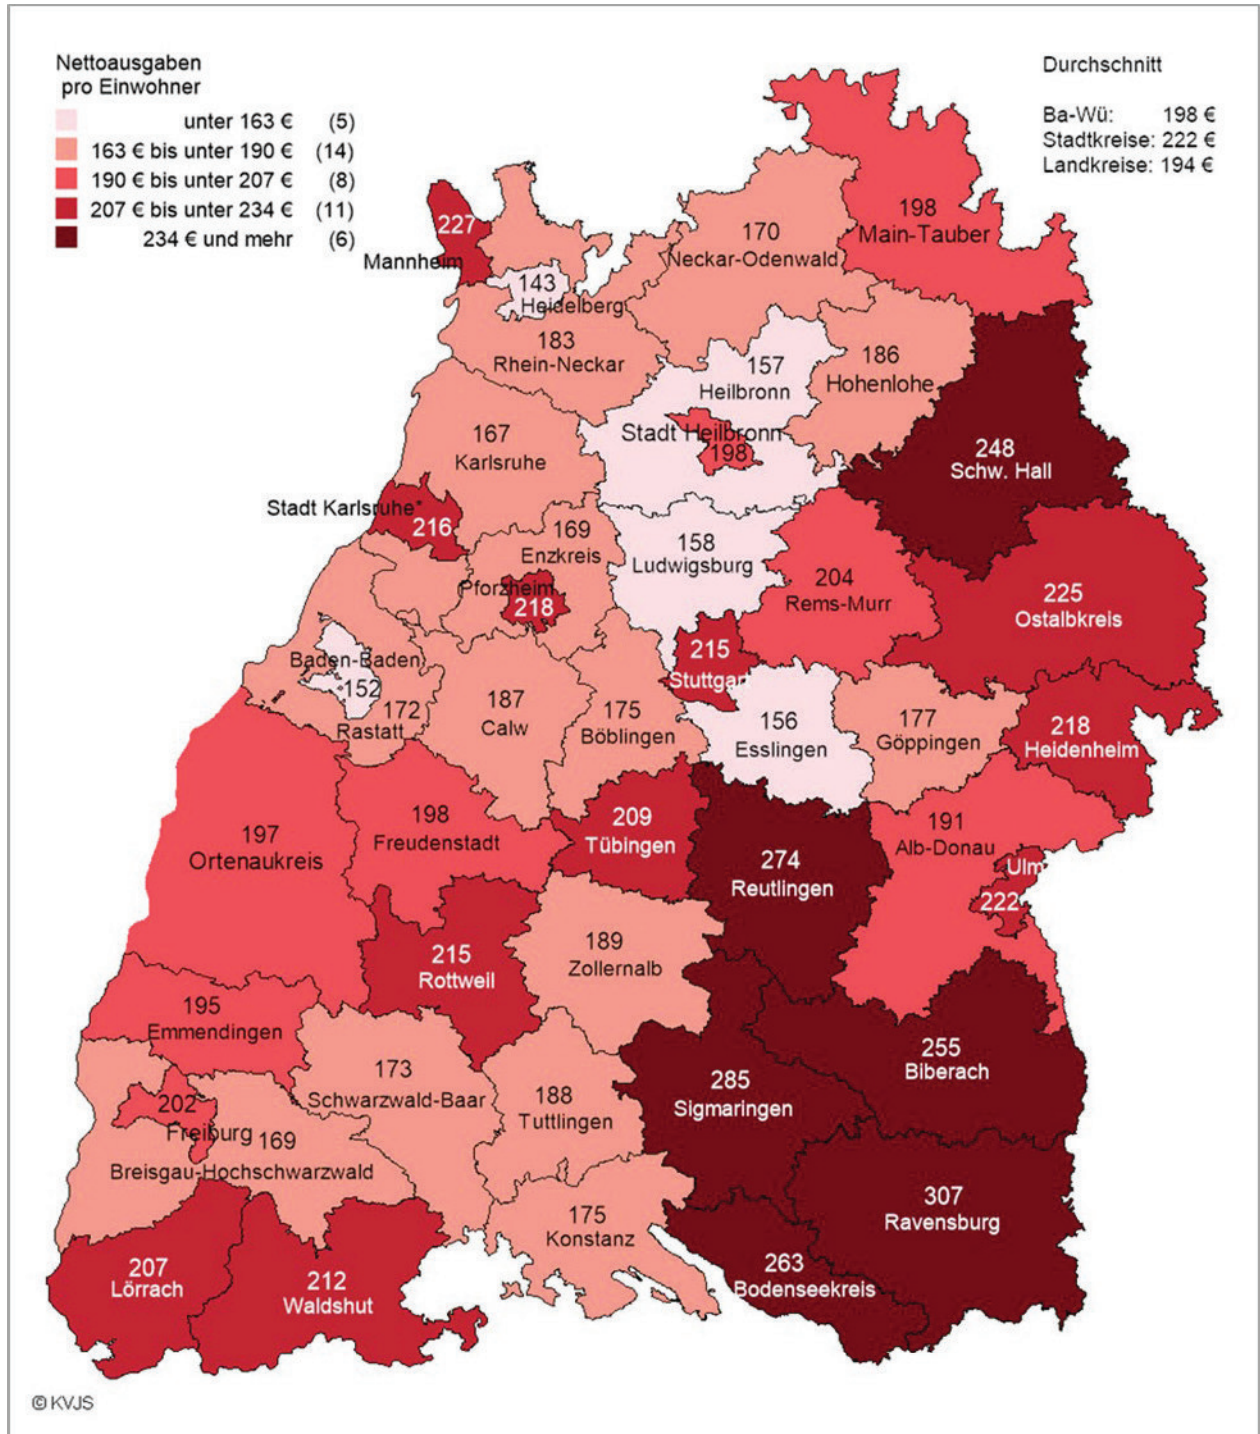 Nettoausgaben
pro Einwohner
unter 163 € (5)
163 € bis unter 190 € (14)
190 € bis unter 207 € (8)
207 € bis unter 234 € (11)
234 € und mehr (6)
Durchschnitt
Ba-Wü: 198 €
Stadtkreise: 222 €
Landkreise: 194 €
198
Main-Tauber
227
Mannheim
170
Neckar-Odenwald
143
Heidelberg
183
Rhein-Neckar
157
Heilbronn
186
Hohenlohe
Stadt Heilbronn
198
167
Karlsruhe
248
Schw. Hall
Stadt Karlsruhe*
216
169
Enzkreis
158
Ludwigsburg
204
Rems-Murr
225
Ostalbkreis
Pforzheim
218
215
Stuttgart
Baden-Baden
152
172
Rastatt
187
Calw
175
Böblingen
156
Esslingen
177
Göppingen
218
Heidenheim
197
Ortenaukreis
198
Freudenstadt
209
Tübingen
274
Reutlingen
191
Alb-Donau
Ulm
222
215
Rottweil
189
Zollernalb
195
Emmendingen
173
Schwarzwald-Baar
188
Tuttlingen
285
Sigmaringen
255
Biberach
202
Freiburg
169
Breisgau-Hochschwarzwald
307
Ravensburg
175
Konstanz
263
Bodenseekreis
207
Lörrach
212
Waldshut
© KVJS